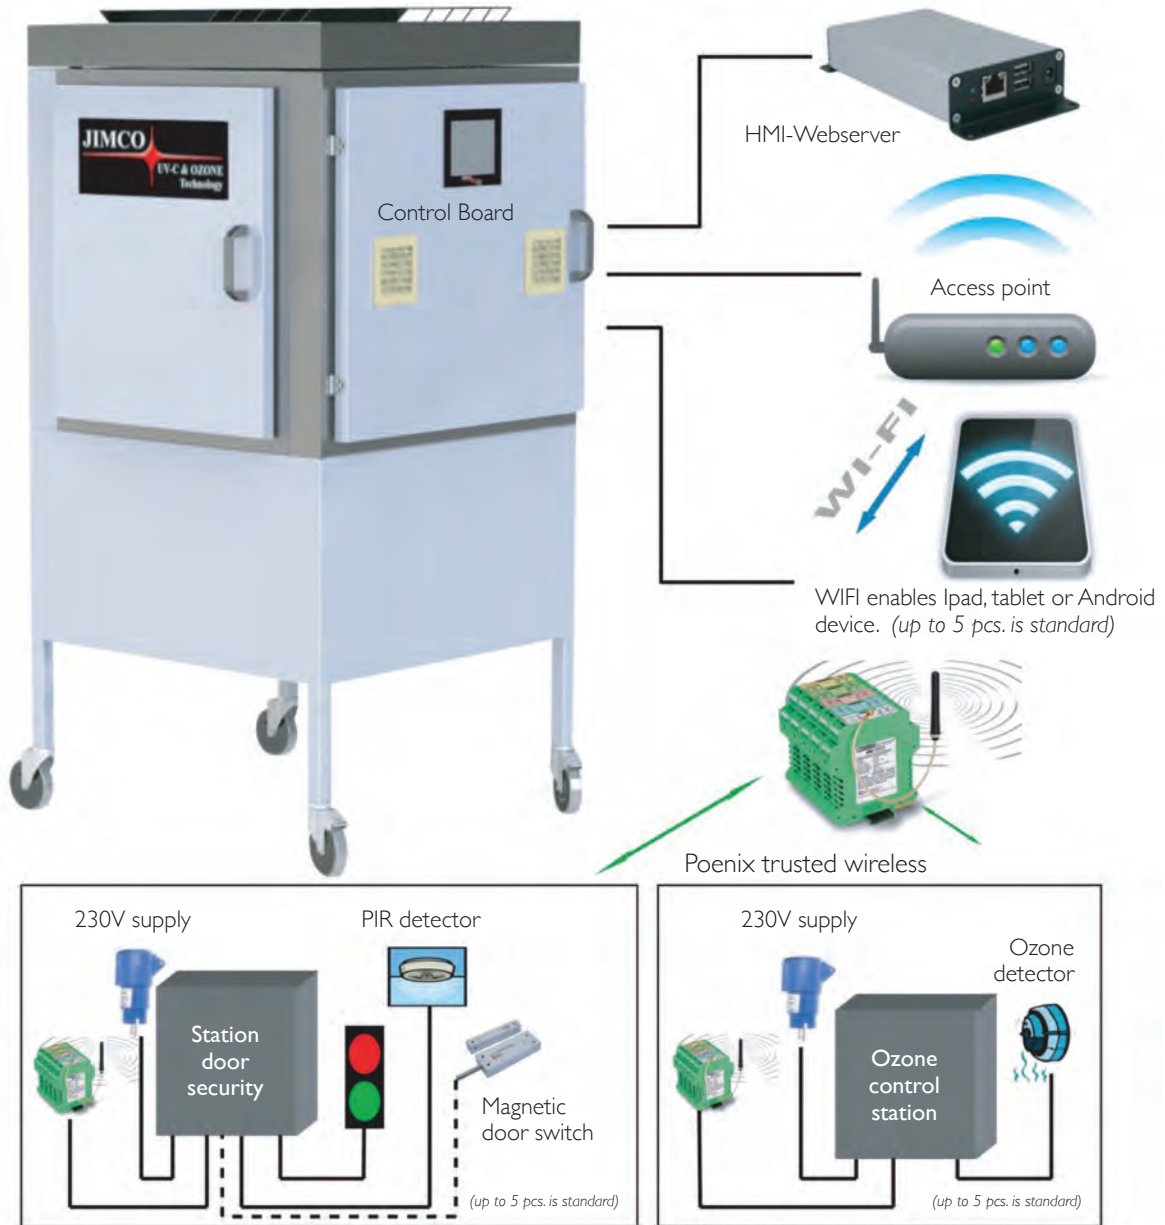 JIMCO
UV-C & OZONE
Technology
Control Board
HMI-Webserver
Access point
WI-FI
WIFI enables Ipad, tablet or Android
device. (up to 5 pcs. is standard)
Poenix trusted wireless
230V supply
PIR detector
Station
door
security
Magnetic
door switch
(up to 5 pcs. is standard)
230V supply
Ozone
detector
Ozone
control
station
(up to 5 pcs. is standard)